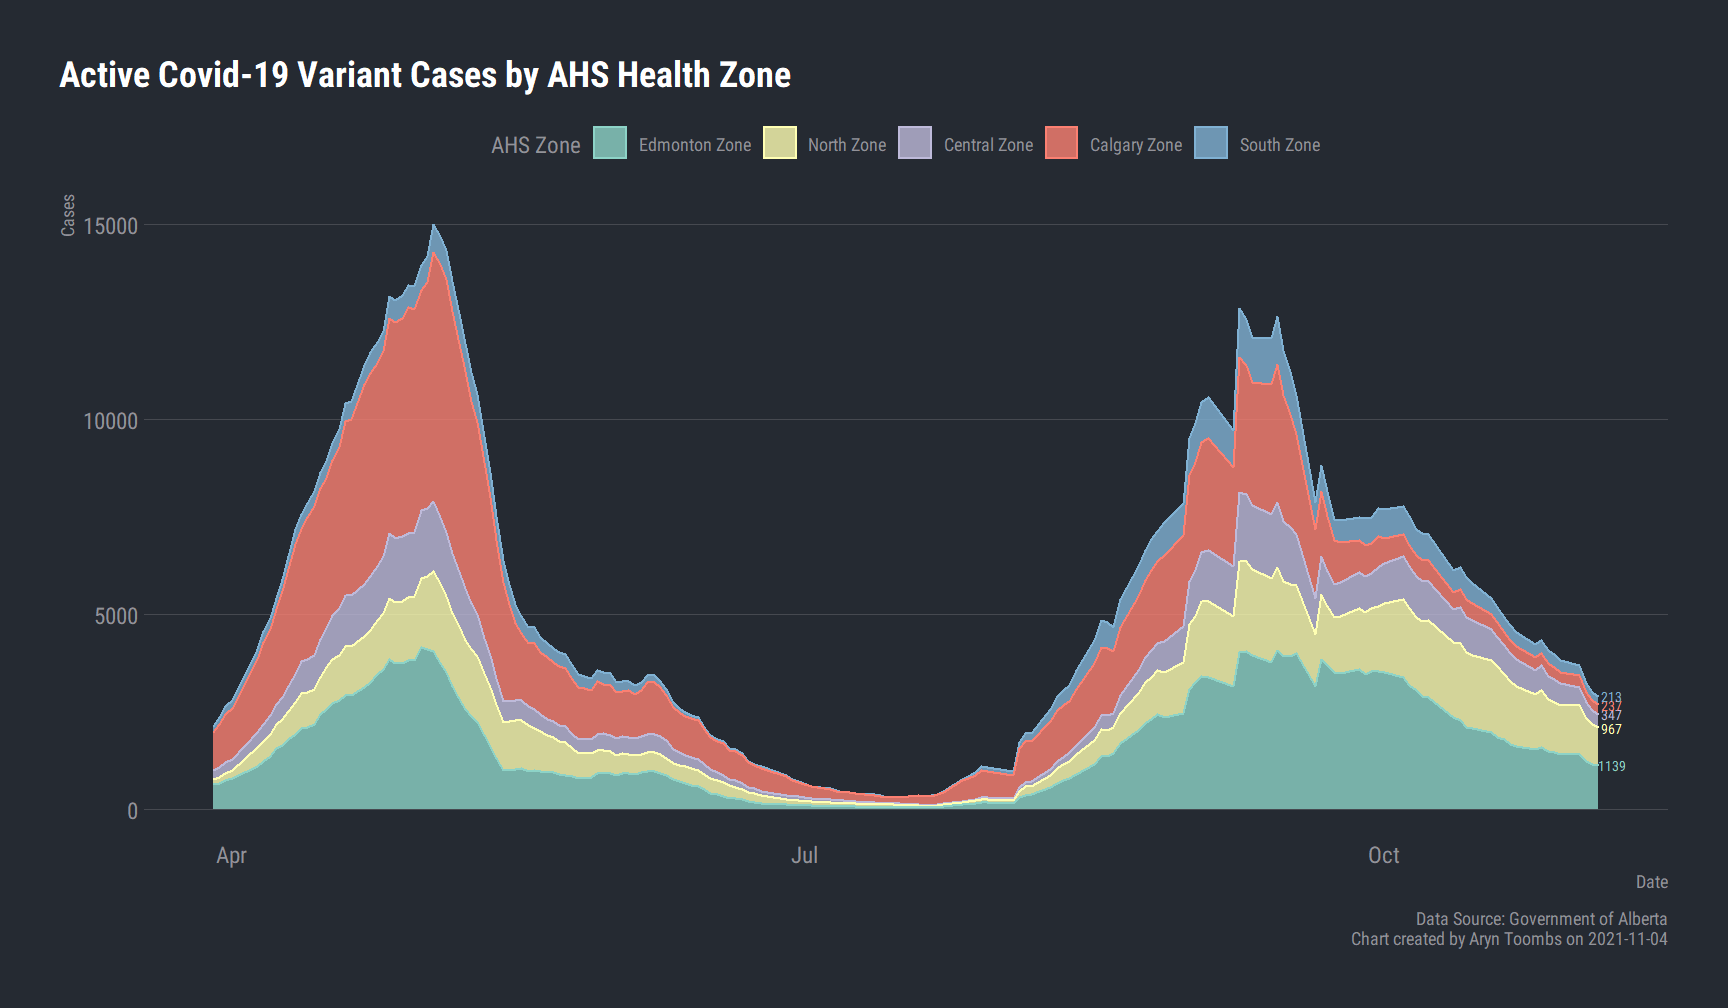 Active Covid-19 Variant Cases by AHS Health Zone
AHS Zone Edmonton Zone North Zone Central Zone Calgary Zone South Zone
Cases
15000
10000
5000
0
213
237
347
967
1139
Apr Jul Oct
Date
Data Source: Government of Alberta
Chart created by Aryn Toombs on 2021-11-04